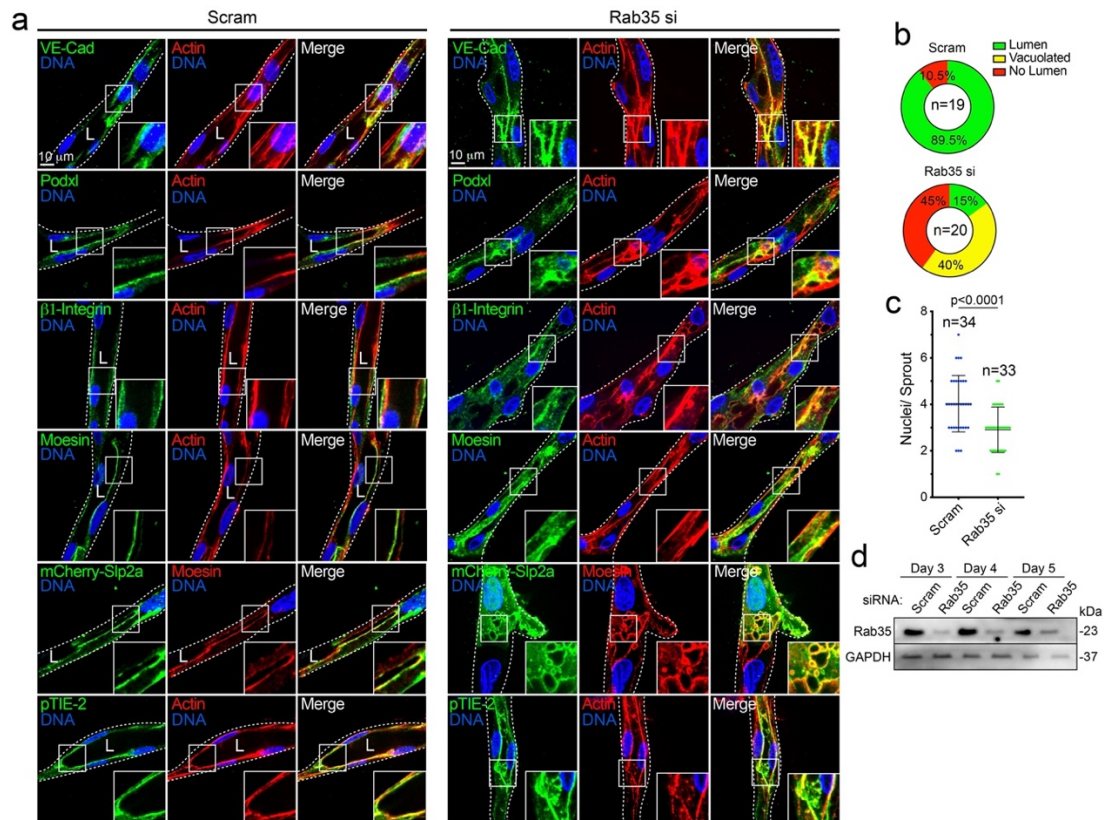 a
Scram
Rab35 si
VE-Cad
DNA
Actin
DNA
Merge
L
10 μm
VE-Cad
DNA
Actin
DNA
Merge
10 μm
Podxl
DNA
Actin
DNA
Merge
L
Podxl
DNA
Actin
DNA
Merge
β1-Integrin
DNA
Actin
DNA
Merge
L
L
L
β1-Integrin
DNA
Actin
DNA
Merge
Moesin
DNA
Actin
DNA
Merge
L
L
L
Moesin
DNA
Actin
DNA
Merge
mCherry-Slp2a
DNA
Moesin
DNA
Merge
mCherry-Slp2a
DNA
Moesin
DNA
Merge
pTIE-2
DNA
Actin
DNA
Merge
L
L
L
pTIE-2
DNA
Actin
DNA
Merge
b
Scram
Lumen
Vacuolated
No Lumen
10.5%
n=19
89.5%
Rab35 si
45%
15%
n=20
40%
c
p<0.0001
n=34
n=33
Nuclei/ Sprout
8
6
4
2
0
Scram
Rab35 si
d
Day 3 Day 4 Day 5
siRNA: Scram Rab35 Scram Rab35 Scram Rab35 kDa
Rab35 -23
GAPDH -37